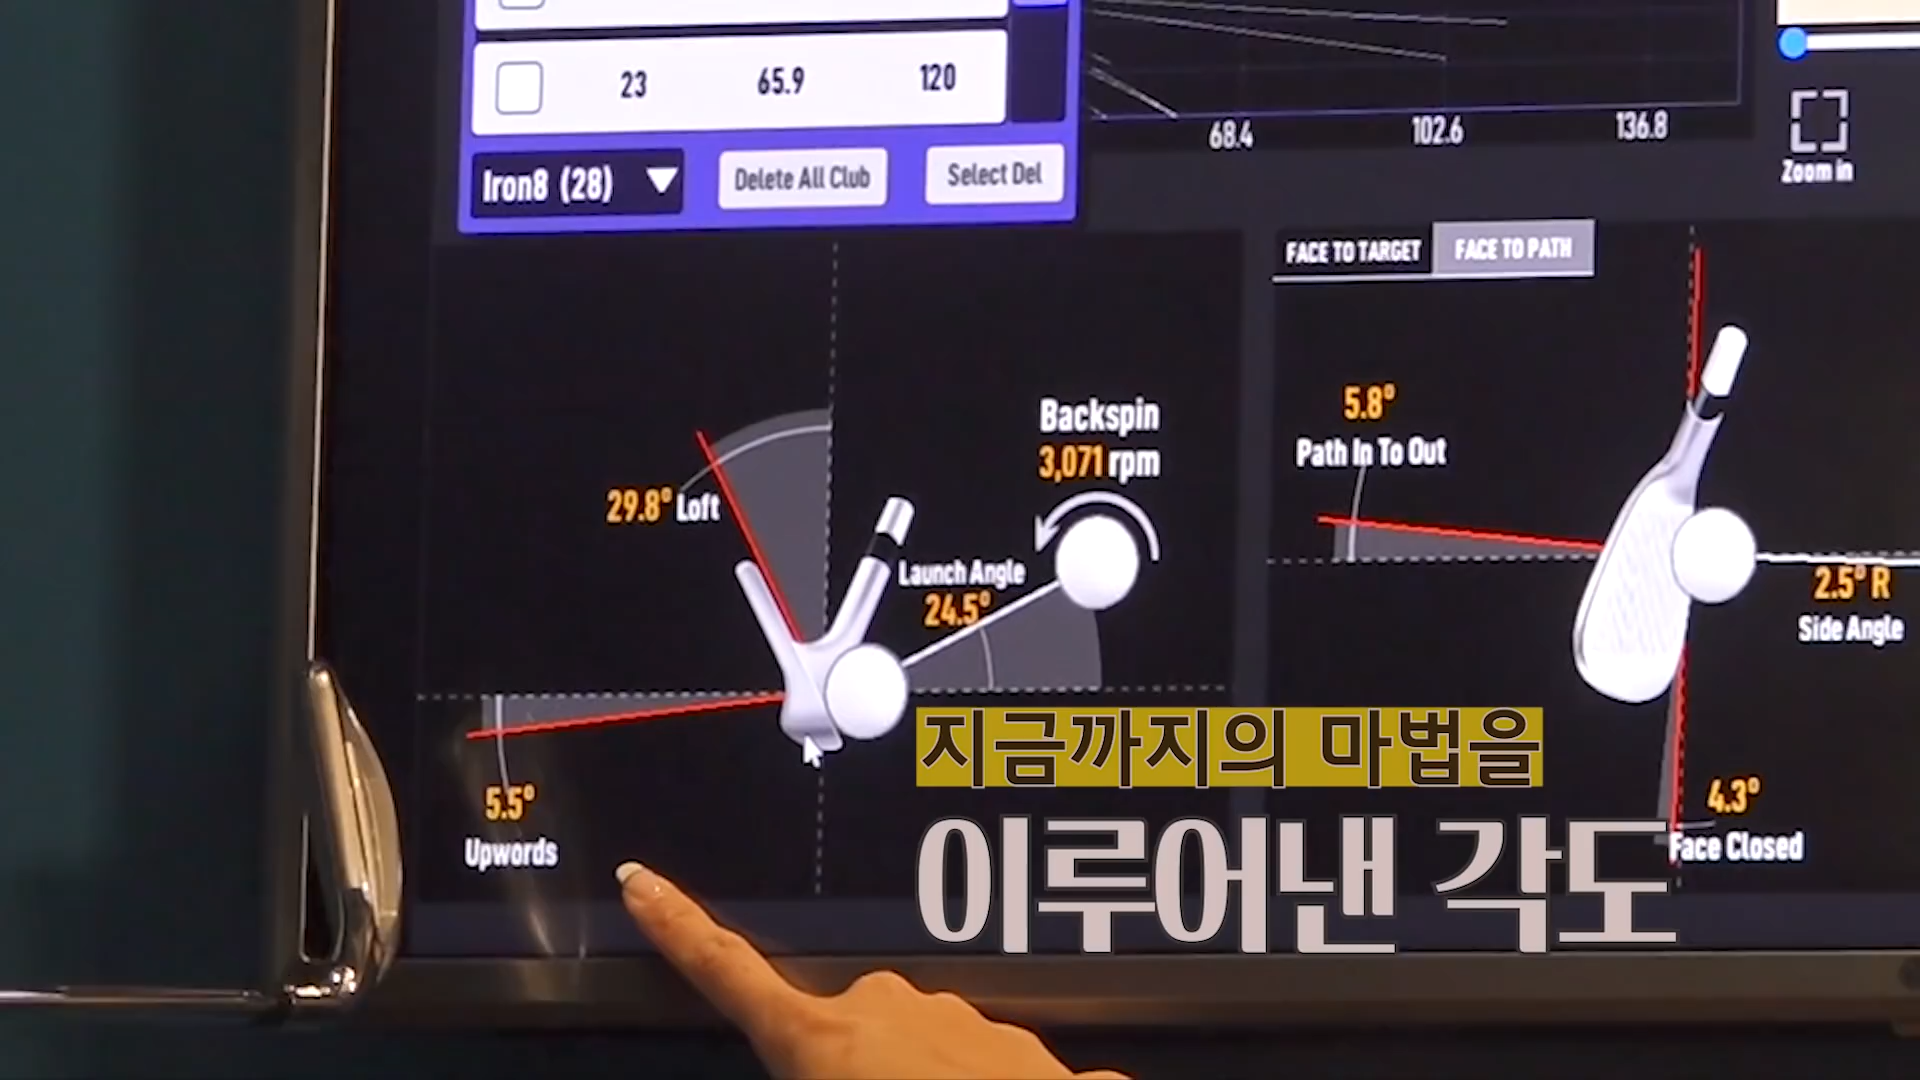 23 65.9 120
Iron8 (28) Delete All Club Select Del
68.4 102.6 136.8
Zoom in
FACE TO TARGET FACE TO PATH
29.8° Loft
Backspin
3,071 rpm
Launch Angle
24.5°
5.5°
Upwords
5.8°
Path In To Out
2.5° R
Side Angle
4.3°
Face Closed
지금까지의 마법을
이루어낸 각도